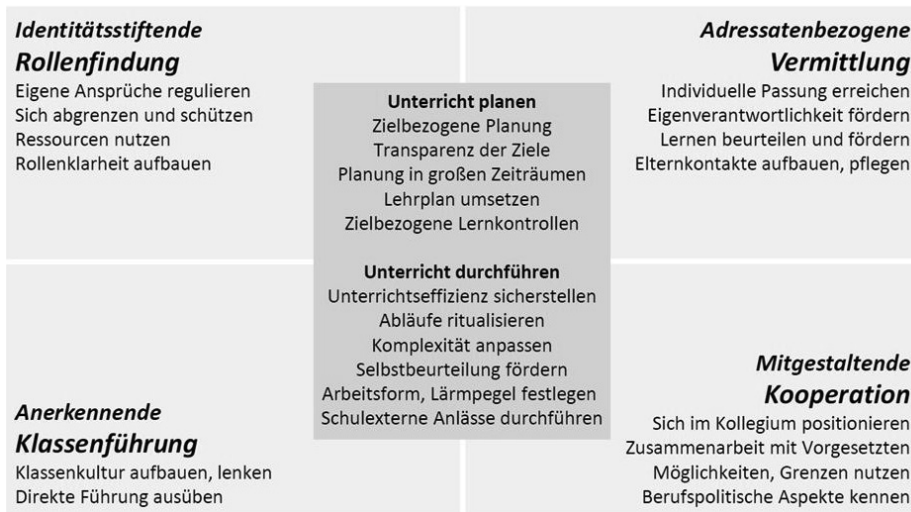 Identitätsstiftende
Rollenfindung
Eigene Ansprüche regulieren
Sich abgrenzen und schützen
Ressourcen nutzen
Rollenklarheit aufbauen
Adressatenbezogene
Vermittlung
Individuelle Passung erreichen
Eigenverantwortlichkeit fördern
Lernen beurteilen und fördern
Elternkontakte aufbauen, pflegen
Unterricht planen
Zielbezogene Planung
Transparenz der Ziele
Planung in großen Zeiträumen
Lehrplan umsetzen
Zielbezogene Lernkontrollen
Unterricht durchführen
Unterrichtseffizienz sicherstellen
Abläufe ritualisieren
Komplexität anpassen
Selbstbeurteilung fördern
Arbeitsform, Lärmpegel festlegen
Schulexterne Anlässe durchführen
Anerkennende
Klassenführung
Klassenkultur aufbauen, lenken
Direkte Führung ausüben
Mitgestaltende
Kooperation
Sich im Kollegium positionieren
Zusammenarbeit mit Vorgesetzten
Möglichkeiten, Grenzen nutzen
Berufspolitische Aspekte kennen